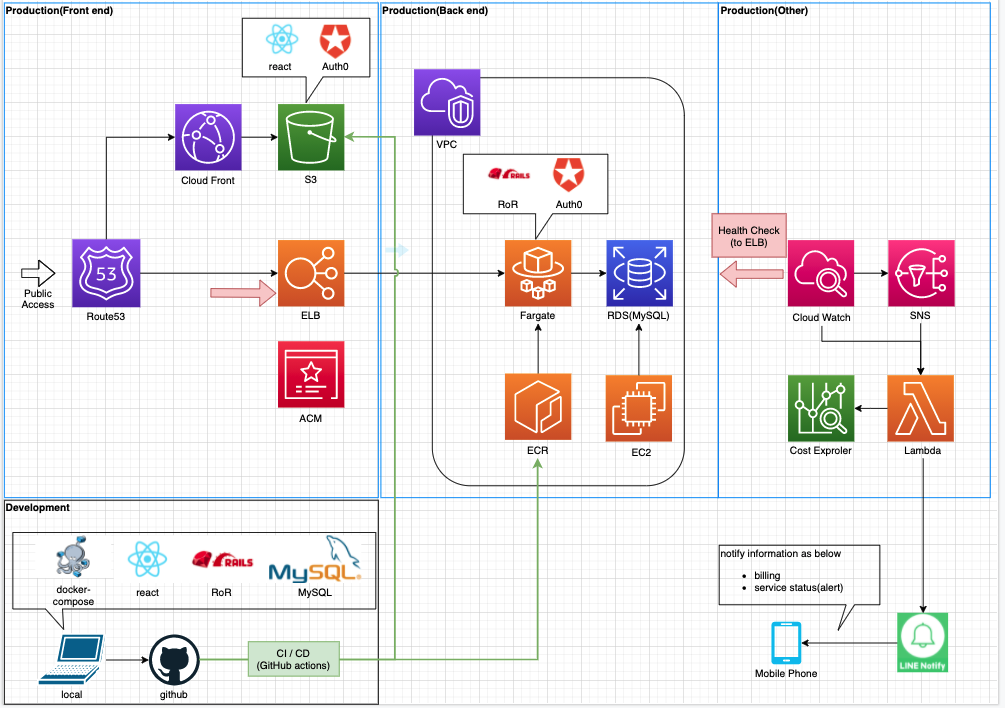 Production(Front end)
react
Auth0
Cloud Front
S3
53
Route53
Public
Access
ELB
ACM
Production(Back end)
VPC
RAILS
RoR
Auth0
Fargate
RDS(MySQL)
ECR
EC2
Production(Other)
Health Check
(to ELB)
Cloud Watch
SNS
Cost Exproler
Lambda
Development
docker-
compose
react
RAILS
RoR
MySQL
MySQL
local
github
CI / CD
(GitHub actions)
notify information as below
• billing
• service status(alert)
Mobile Phone
LINE Notify